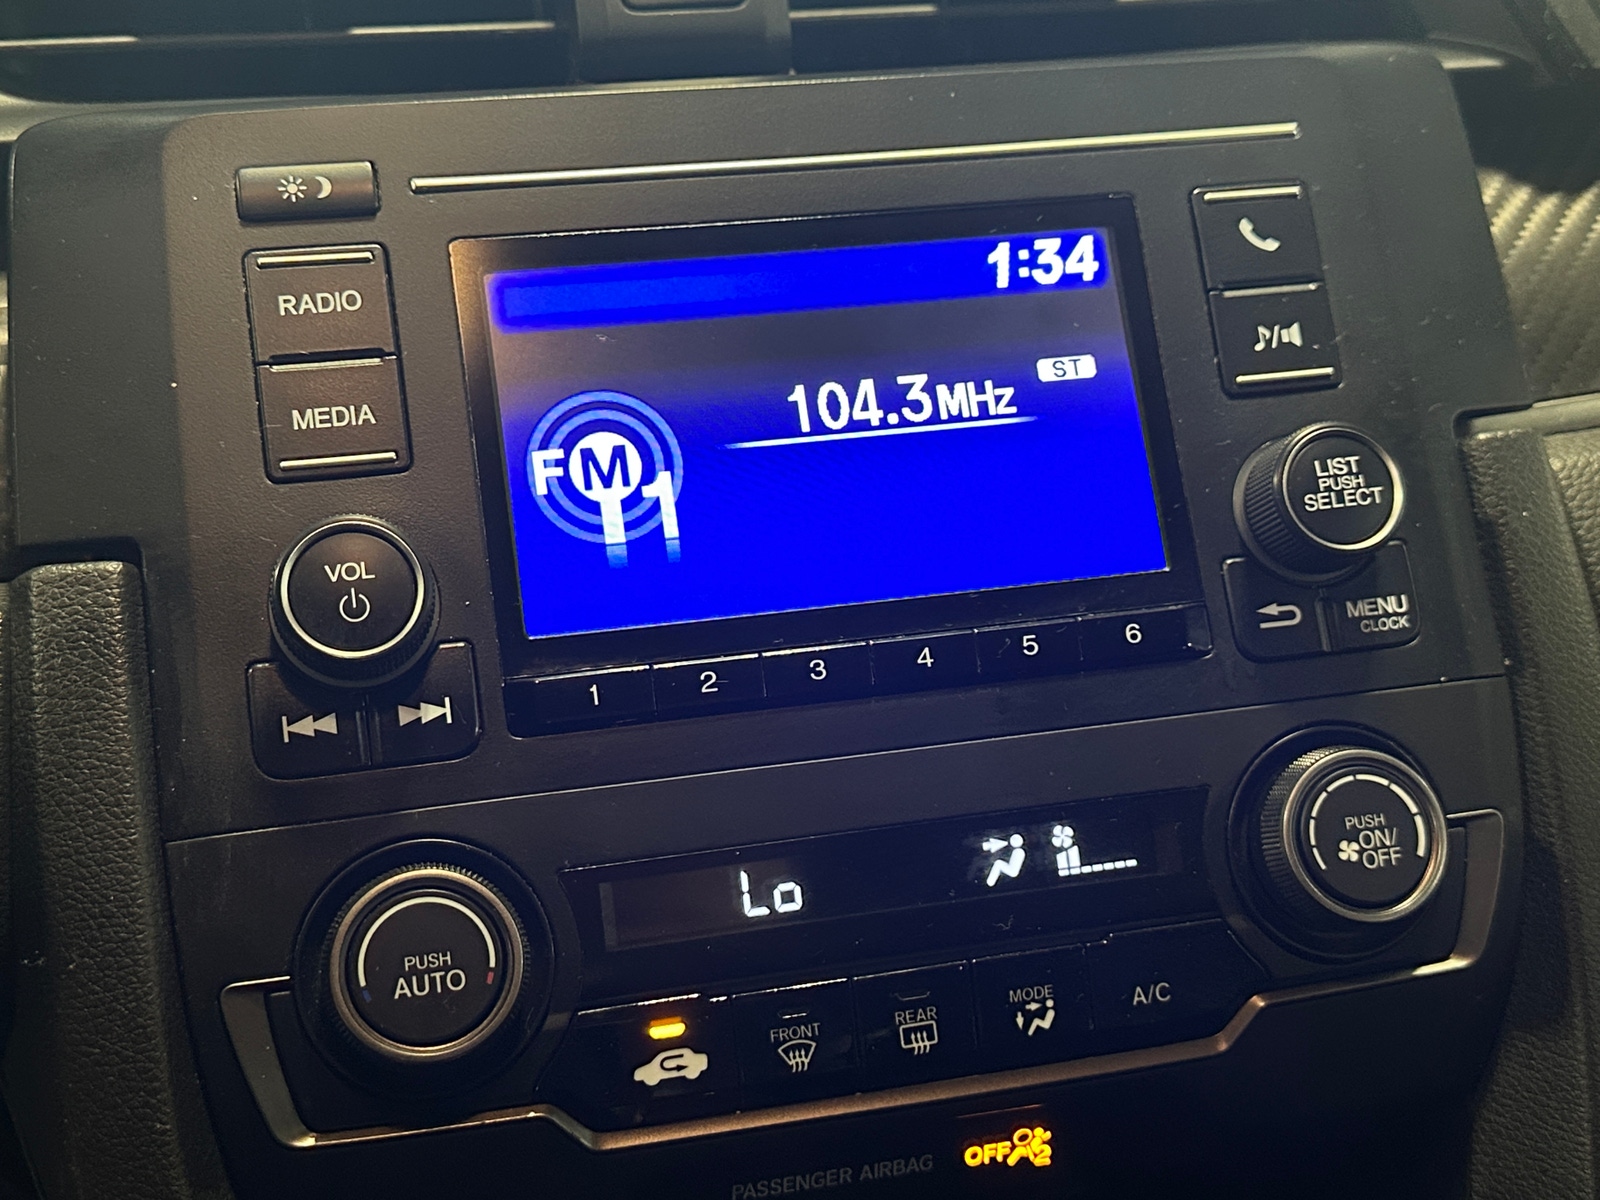 1:34
RADIO
104.3MHz
ST
MEDIA
FM
1
LIST
PUSH
SELECT
VOL
MENU
CLOCK
1 2 3 4 5 6
PUSH
ON/
OFF
Lo
PUSH
AUTO
FRONT
REAR
MODE
A/C
PASSENGER AIRBAG
OFF
2